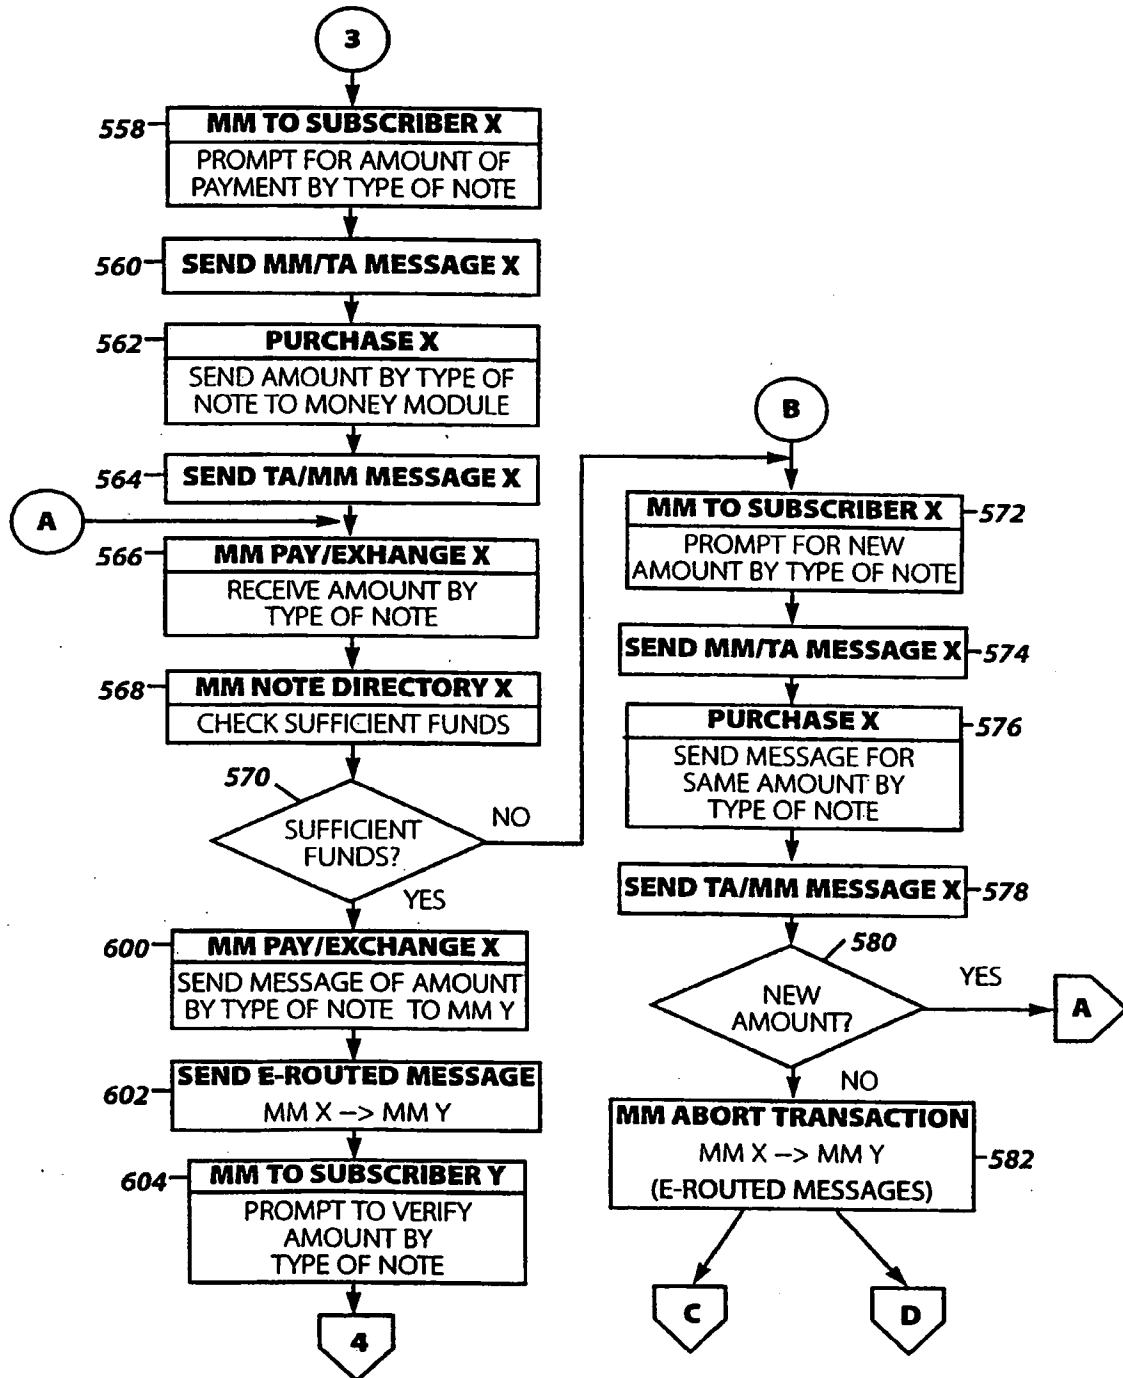 3
558
MM TO SUBSCRIBER X
PROMPT FOR AMOUNT OF
PAYMENT BY TYPE OF NOTE
560
SEND MM/TA MESSAGE X
562
PURCHASE X
SEND AMOUNT BY TYPE OF
NOTE TO MONEY MODULE
564
SEND TA/MM MESSAGE X
A
566
MM PAY/EXHANGE X
RECEIVE AMOUNT BY
TYPE OF NOTE
568
MM NOTE DIRECTORY X
CHECK SUFFICIENT FUNDS
570
SUFFICIENT
FUNDS?
NO
YES
600
MM PAY/EXCHANGE X
SEND MESSAGE OF AMOUNT
BY TYPE OF NOTE TO MM Y
602
SEND E-ROUTED MESSAGE
MM X –> MM Y
604
MM TO SUBSCRIBER Y
PROMPT TO VERIFY
AMOUNT BY
TYPE OF NOTE
4
B
MM TO SUBSCRIBER X
572
PROMPT FOR NEW
AMOUNT BY TYPE OF NOTE
SEND MM/TA MESSAGE X
574
PURCHASE X
576
SEND MESSAGE FOR
SAME AMOUNT BY
TYPE OF NOTE
SEND TA/MM MESSAGE X
578
580
NEW
AMOUNT?
YES
A
NO
MM ABORT TRANSACTION
MM X –> MM Y
(E-ROUTED MESSAGES)
582
C
D